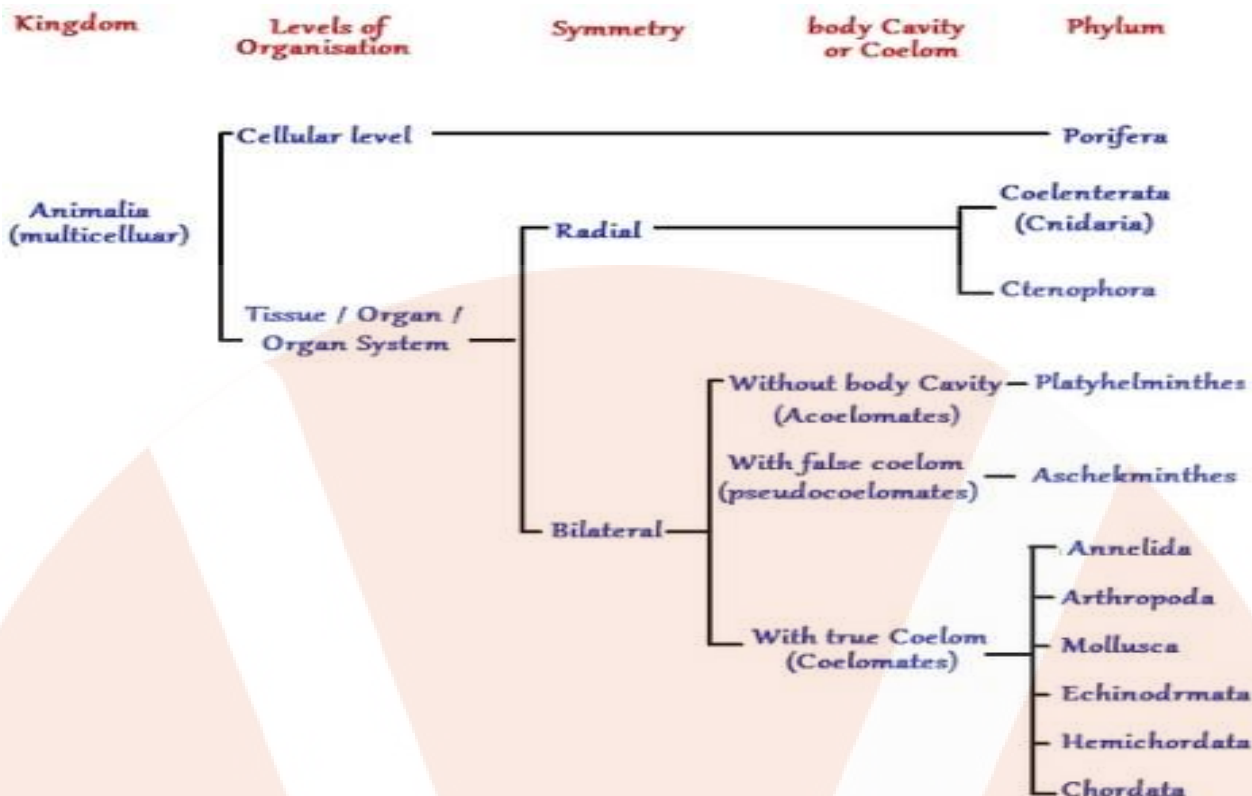 Kingdom
Levels of
Organisation
Symmetry
body Cavity
or Coelom
Phylum
Cellular level
Porifera
Animalia
(multicelluar)
Coelenterata
(Cnidaria)
Radial
Ctenophora
Tissue / Organ /
Organ System
Without body Cavity
(Acoelomates)
Platyhelminthes
With false coelom
(pseudocoelomates)
Aschekminthes
Bilateral
Annelida
Arthropoda
With true Coelom
(Coelomates)
Mollusca
Echinodrmata
Hemichordata
Chordata